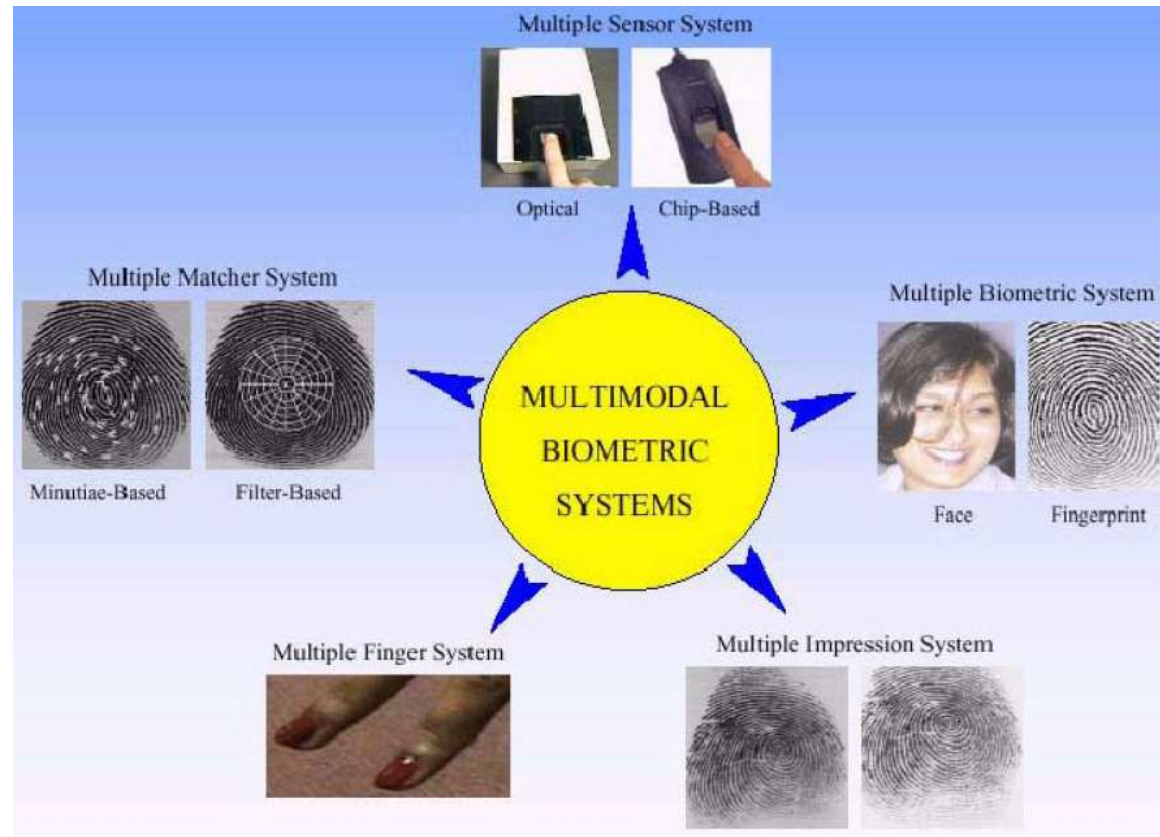 Multiple Sensor System
Optical
Chip-Based
Multiple Matcher System
Minutiae-Based
Filter-Based
Multiple Biometric System
Face
Fingerprint
MULTIMODAL
BIOMETRIC
SYSTEMS
Multiple Finger System
Multiple Impression System